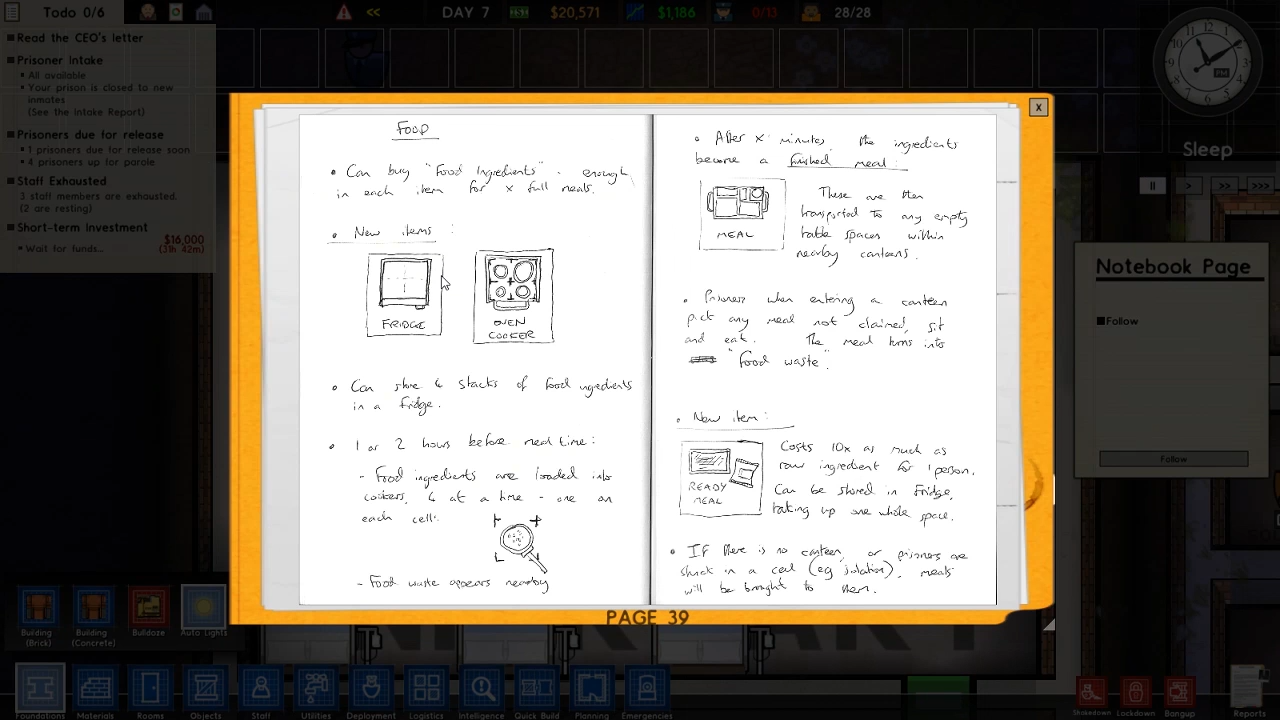 Todo 0/6
<<
DAY 7
$20,571
$1,186
0/13
28/28
Read the CEO's letter
Prisoner Intake
All available
Your prison is closed to new
inmates
(See the Intake Report)
Prisoners due for release
1 prisoners due for release soon
4 prisoners up for parole
Staff Exhausted
3 staff members are exhausted.
(2 are resting)
Short-term Investment
Wait for funds...
$16,000
(31h 42m)
x
FOOD
• Can buy "Food Ingredients". enough
in each item for x full meals.
• New items :
FRIDGE
OVEN
COOKER
• Can store 4 stacks of food ingredients
in a fridge.
• 1 or 2 hours before meal time:
- Food ingredients are loaded into
cookers, 4 at a time - one on
each cell.
- Food waste appears nearby
• After x minutes, the ingredients
become a finished meal:
MEAL
These are then
transported to any empty
table spaces within
nearby canteens.
• Prisoners when entering a canteen
pick any meal not claimed, sit
and eat. The meal turns into
"food waste".
• New item:
READY
MEAL
Costs 10x as much as
raw ingredient for 1 person.
Can be stored in Fridge,
taking up one whole space.
• IF there is no canteen, or prisoners are
stuck in a cell (eg isolation), meals
will be brought to them.
PAGE 39
PM
Sleep
II
>
>>
>>>
Notebook Page
Follow
Follow
Building
(Brick)
Building
(Concrete)
Bulldoze
Auto Lights
Foundations
Materials
Rooms
Objects
Staff
Utilities
Deployment
Logistics
Intelligence
Quick Build
Planning
Emergencies
Shakedown
Lockdown
Bangup
Reports